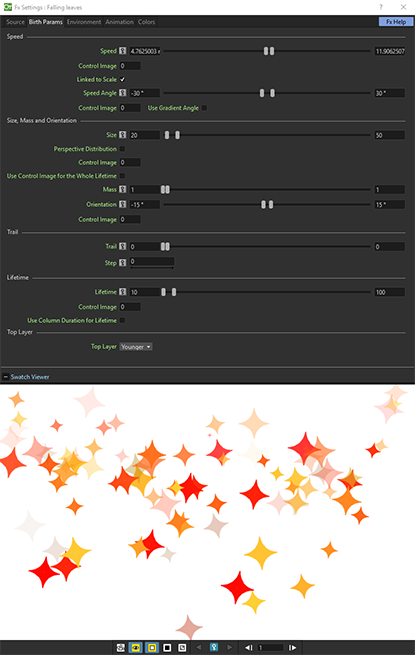 Fx Settings : Falling leaves
Source Birth Params Environment Animation Colors Fx Help
Speed
Speed 4.7625003 11.9062507
Control Image 0
Linked to Scale
Speed Angle -30 ° 30 °
Control Image 0 Use Gradient Angle
Size, Mass and Orientation
Size 20 50
Perspective Distribution
Control Image 0
Use Control Image for the Whole Lifetime
Mass 1 1
Orientation -15 ° 15 °
Control Image 0
Trail
Trail 0 0
Step 0
Lifetime
Lifetime 10 100
Control Image 0
Use Column Duration for Lifetime
Top Layer
Top Layer Younger
Swatch Viewer
1